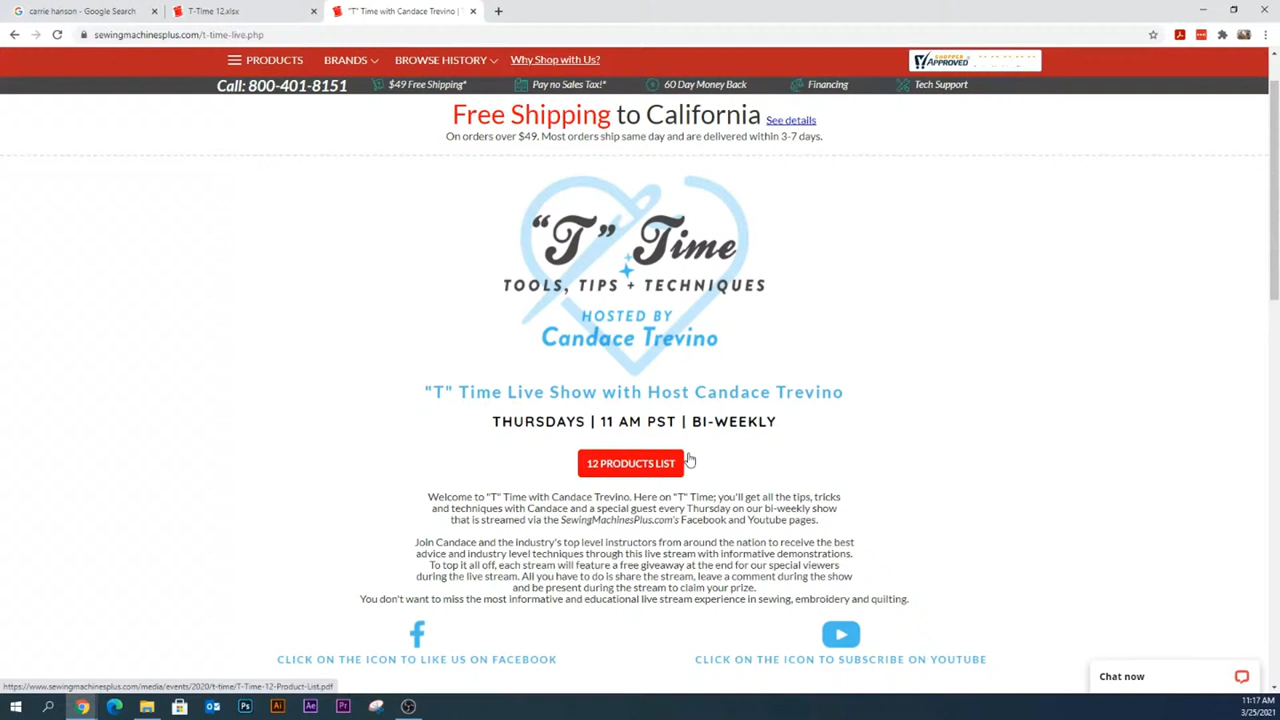 carrie hanson - Google Search
T-Time 12.xlsx
"T" Time with Candace Trevino |
sewingmachinesplus.com/t-time-live.php
PRODUCTS BRANDS BROWSE HISTORY Why Shop with Us?
SHOPPER APPROVED
Call: 800-401-8151 $49 Free Shipping* Pay no Sales Tax!* 60 Day Money Back Financing Tech Support
Free Shipping to California See details
On orders over $49. Most orders ship same day and are delivered within 3-7 days.
"T" Time
TOOLS, TIPS + TECHNIQUES
HOSTED BY
Candace Trevino
"T" Time Live Show with Host Candace Trevino
THURSDAYS | 11 AM PST | BI-WEEKLY
12 PRODUCTS LIST
Welcome to "T" Time with Candace Trevino. Here on "T" Time; you'll get all the tips, tricks
and techniques with Candace and a special guest every Thursday on our bi-weekly show
that is streamed via the SewingMachinesPlus.com's Facebook and Youtube pages.
Join Candace and the industry's top level instructors from around the nation to receive the best
advice and industry level techniques through this live stream with informative demonstrations.
To top it all off, each stream will feature a free giveaway at the end for our special viewers
during the live stream. All you have to do is share the stream, leave a comment during the show
and be present during the stream to claim your prize.
You don't want to miss the most informative and educational live stream experience in sewing, embroidery and quilting.
CLICK ON THE ICON TO LIKE US ON FACEBOOK
CLICK ON THE ICON TO SUBSCRIBE ON YOUTUBE
https://www.sewingmachinesplus.com/media/events/2020/t-time/T-Time-12-Product-List.pdf
Chat now
Ps Ai Ae Pr
11:17 AM
3/25/2021